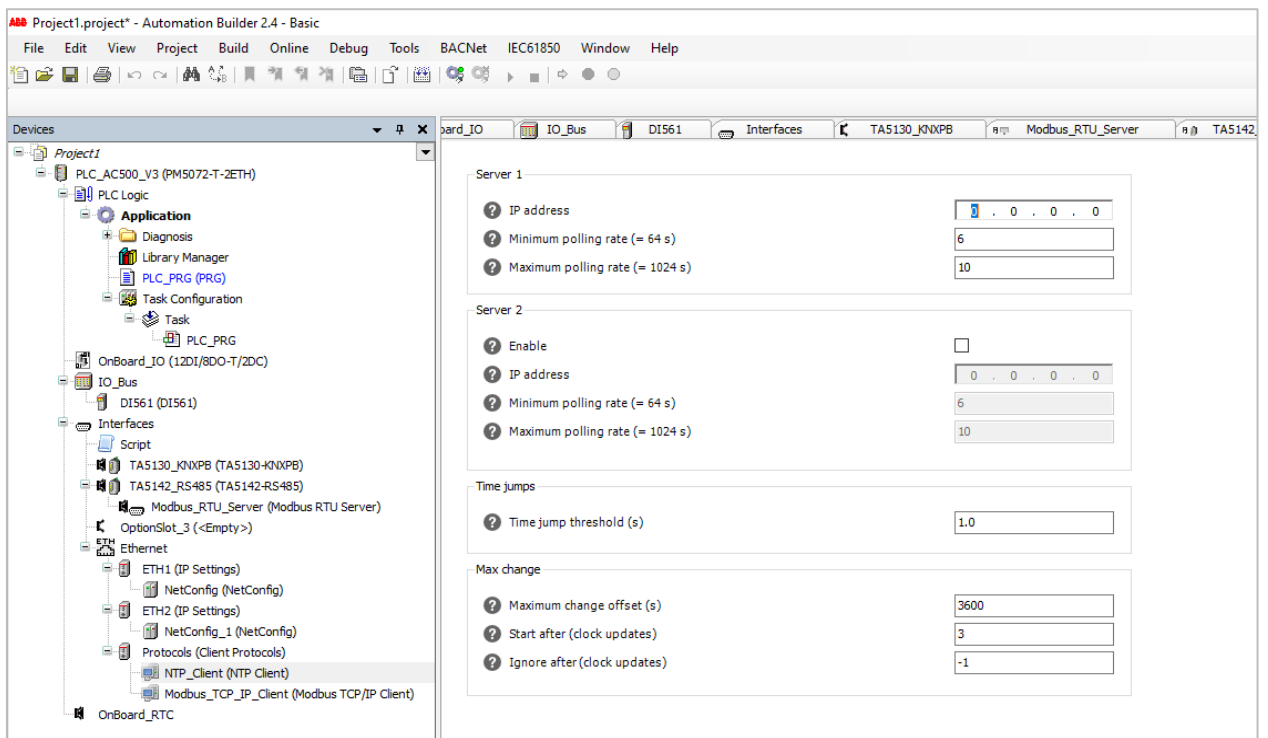 ABB Project1.project* - Automation Builder 2.4 - Basic
File Edit View Project Build Online Debug Tools BACNet IEC61850 Window Help
Devices
Project1
PLC_AC500_V3 (PM5072-T-2ETH)
PLC Logic
Application
Diagnosis
Library Manager
PLC_PRG (PRG)
Task Configuration
Task
PLC_PRG
OnBoard_IO (12DI/8DO-T/2DC)
IO_Bus
DI561 (DI561)
Interfaces
Script
TA5130_KNXPB (TA5130-KNXPB)
TA5142_RS485 (TA5142-RS485)
Modbus_RTU_Server (Modbus RTU Server)
OptionSlot_3 (<Empty>)
ETH Ethernet
ETH1 (IP Settings)
NetConfig (NetConfig)
ETH2 (IP Settings)
NetConfig_1 (NetConfig)
Protocols (Client Protocols)
NTP_Client (NTP Client)
Modbus_TCP_IP_Client (Modbus TCP/IP Client)
OnBoard_RTC
oard_IO IO_Bus DI561 Interfaces TA5130_KNXPB Modbus_RTU_Server TA5142_
Server 1
IP address 0 . 0 . 0 . 0
Minimum polling rate (= 64 s) 6
Maximum polling rate (= 1024 s) 10
Server 2
Enable
IP address 0 . 0 . 0 . 0
Minimum polling rate (= 64 s) 6
Maximum polling rate (= 1024 s) 10
Time jumps
Time jump threshold (s) 1.0
Max change
Maximum change offset (s) 3600
Start after (clock updates) 3
Ignore after (clock updates) -1